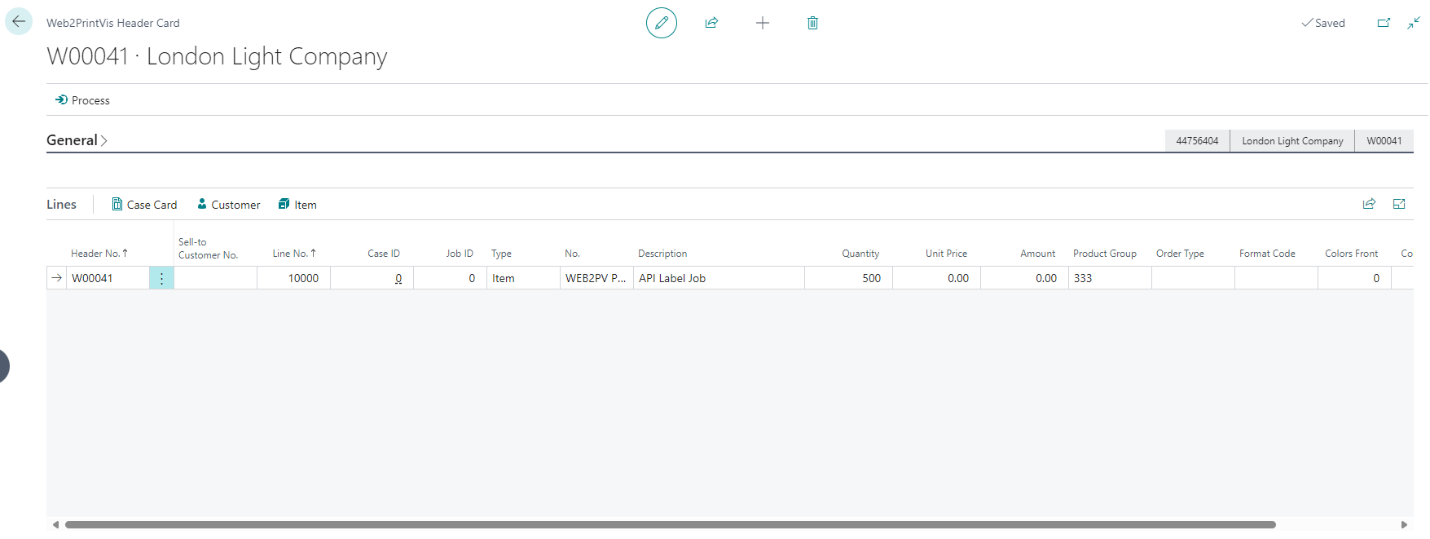 Web2PrintVis Header Card
Saved
W00041 · London Light Company
Process
General
44756404 London Light Company W00041
Lines Case Card Customer Item
Header No. ↑ Sell-to Customer No. Line No. ↑ Case ID Job ID Type No. Description Quantity Unit Price Amount Product Group Order Type Format Code Colors Front Co
W00041 10000 0 0 Item WEB2PV P... API Label Job 500 0.00 0.00 333 0